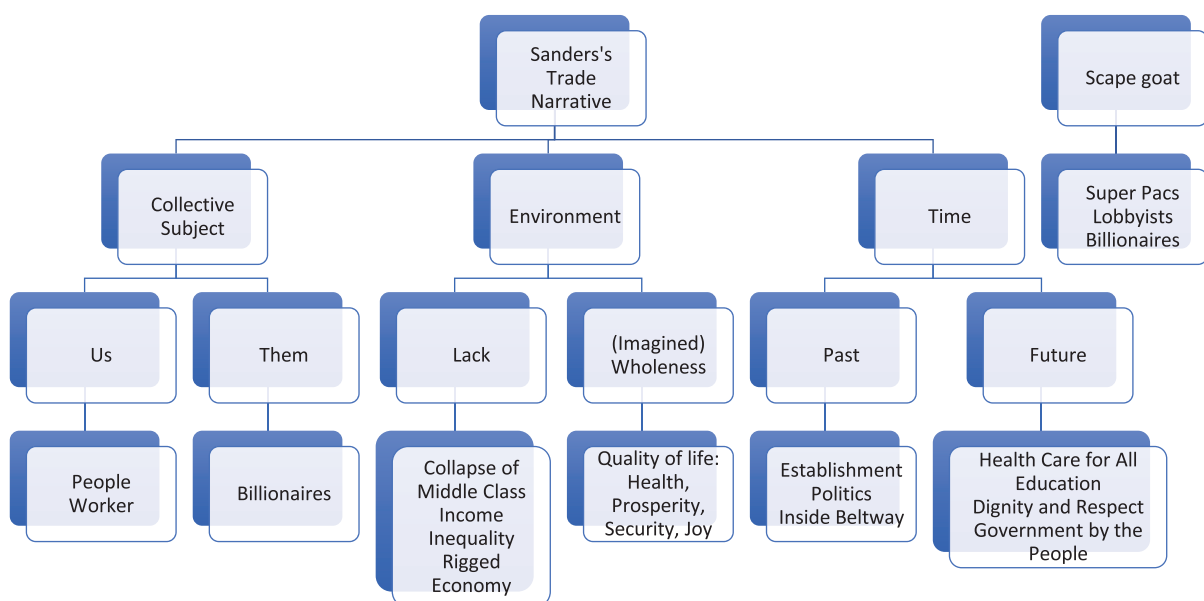 Sanders's
Trade
Narrative
Scape goat
Collective
Subject
Environment
Time
Super Pacs
Lobbyists
Billionaires
Us
Them
Lack
(Imagined)
Wholeness
Past
Future
People
Worker
Billionaires
Collapse of
Middle Class
Income
Inequality
Rigged
Economy
Quality of life:
Health,
Prosperity,
Security, Joy
Establishment
Politics
Inside Beltway
Health Care for All
Education
Dignity and Respect
Government by the
People